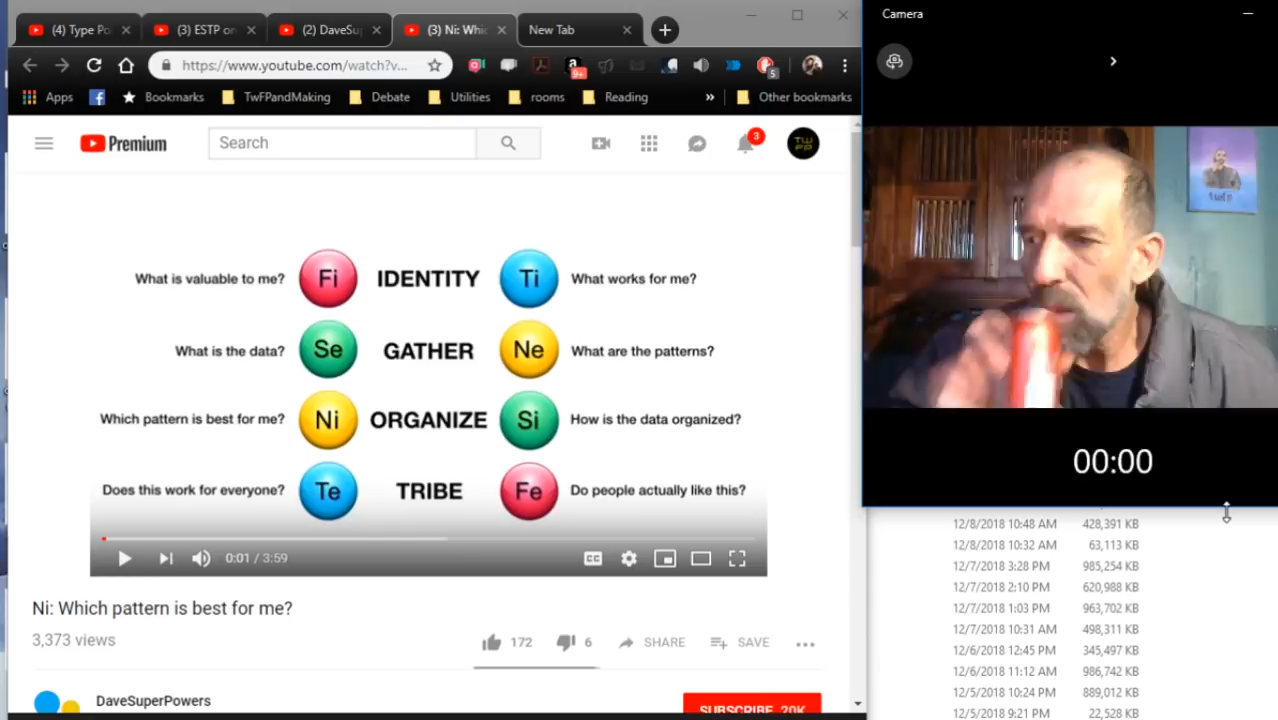 (4) Type Po
(3) ESTP or
(2) DaveSu
(3) Ni: Whic
New Tab
https://www.youtube.com/watch?v...
9+
5
Apps
Bookmarks
TwFPandMaking
Debate
Utilities
rooms
Reading
»
Other bookmarks
Premium
Search
3
TW
FP
What is valuable to me? Fi IDENTITY Ti What works for me?
What is the data? Se GATHER Ne What are the patterns?
Which pattern is best for me? Ni ORGANIZE Si How is the data organized?
Does this work for everyone? Te TRIBE Fe Do people actually like this?
0:01 / 3:59
CC
Ni: Which pattern is best for me?
3,373 views
172
6
SHARE
SAVE
DaveSuperPowers
SUBSCRIBE 20K
Camera
00:00
12/8/2018 10:48 AM 428,391 KB
12/8/2018 10:32 AM 63,113 KB
12/7/2018 3:28 PM 985,254 KB
12/7/2018 2:10 PM 620,988 KB
12/7/2018 1:03 PM 963,702 KB
12/7/2018 10:31 AM 498,311 KB
12/6/2018 12:45 PM 345,497 KB
12/6/2018 11:12 AM 986,742 KB
12/5/2018 10:24 PM 889,012 KB
12/5/2018 9:21 PM 22,528 KB